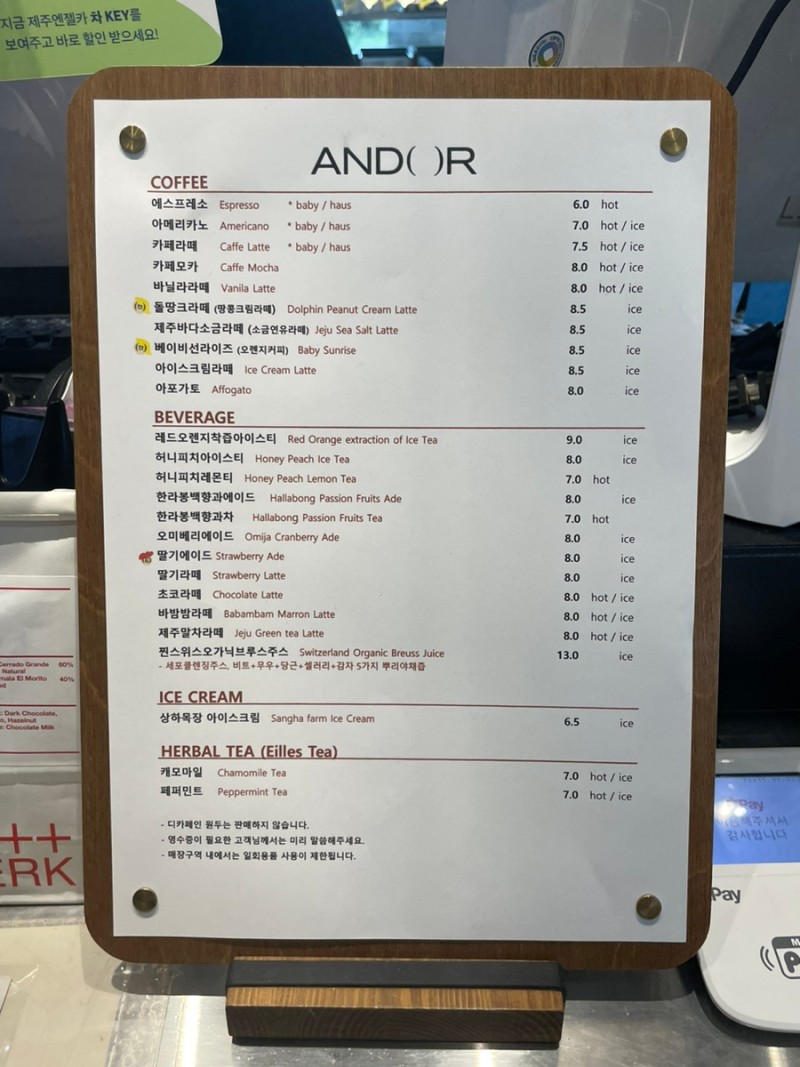 지금 제주엔젤카 차 KEY를
보여주고 바로 할인 받으세요!
AND( )R
COFFEE
에스프레소 Espresso * baby / haus 6.0 hot
아메리카노 Americano * baby / haus 7.0 hot / ice
카페라떼 Caffe Latte * baby / haus 7.5 hot / ice
카페모카 Caffe Mocha 8.0 hot / ice
바닐라라떼 Vanila Latte 8.0 hot / ice
돌땅크라떼 (땅콩크림라떼) Dolphin Peanut Cream Latte 8.5 ice
제주바다소금라떼 (소금연유라떼) Jeju Sea Salt Latte 8.5 ice
베이비선라이즈 (오렌지커피) Baby Sunrise 8.5 ice
아이스크림라떼 Ice Cream Latte 8.5 ice
아포가토 Affogato 8.0 ice
BEVERAGE
레드오렌지착즙아이스티 Red Orange extraction of Ice Tea 9.0 ice
허니피치아이스티 Honey Peach Ice Tea 8.0 ice
허니피치레몬티 Honey Peach Lemon Tea 7.0 hot
한라봉백향과에이드 Hallabong Passion Fruits Ade 8.0 ice
한라봉백향과차 Hallabong Passion Fruits Tea 7.0 hot
오미베리에이드 Omija Cranberry Ade 8.0 ice
딸기에이드 Strawberry Ade 8.0 ice
딸기라떼 Strawberry Latte 8.0 ice
초코라떼 Chocolate Latte 8.0 hot / ice
바밤밤라떼 Babambam Marron Latte 8.0 hot / ice
제주말차라떼 Jeju Green tea Latte 8.0 hot / ice
찐스위스오가닉브루스주스 Switzerland Organic Breuss Juice 13.0 ice
- 세포클렌징주스, 비트+무우+당근+셀러리+감자 5가지 뿌리야채즙
ICE CREAM
상하목장 아이스크림 Sangha farm Ice Cream 6.5 ice
HERBAL TEA (Eilles Tea)
캐모마일 Chamomile Tea 7.0 hot / ice
페퍼민트 Peppermint Tea 7.0 hot / ice
- 디카페인 원두는 판매하지 않습니다.
- 영수증이 필요한 고객님께서는 미리 말씀해주세요.
- 매장구역 내에서는 일회용품 사용이 제한됩니다.
Cerrado Grande 60%
Natural
El Morito 40%
: Dark Chocolate,
Hazelnut
: Chocolate Milk
++
ERK
Pay
감사합니다
Pay